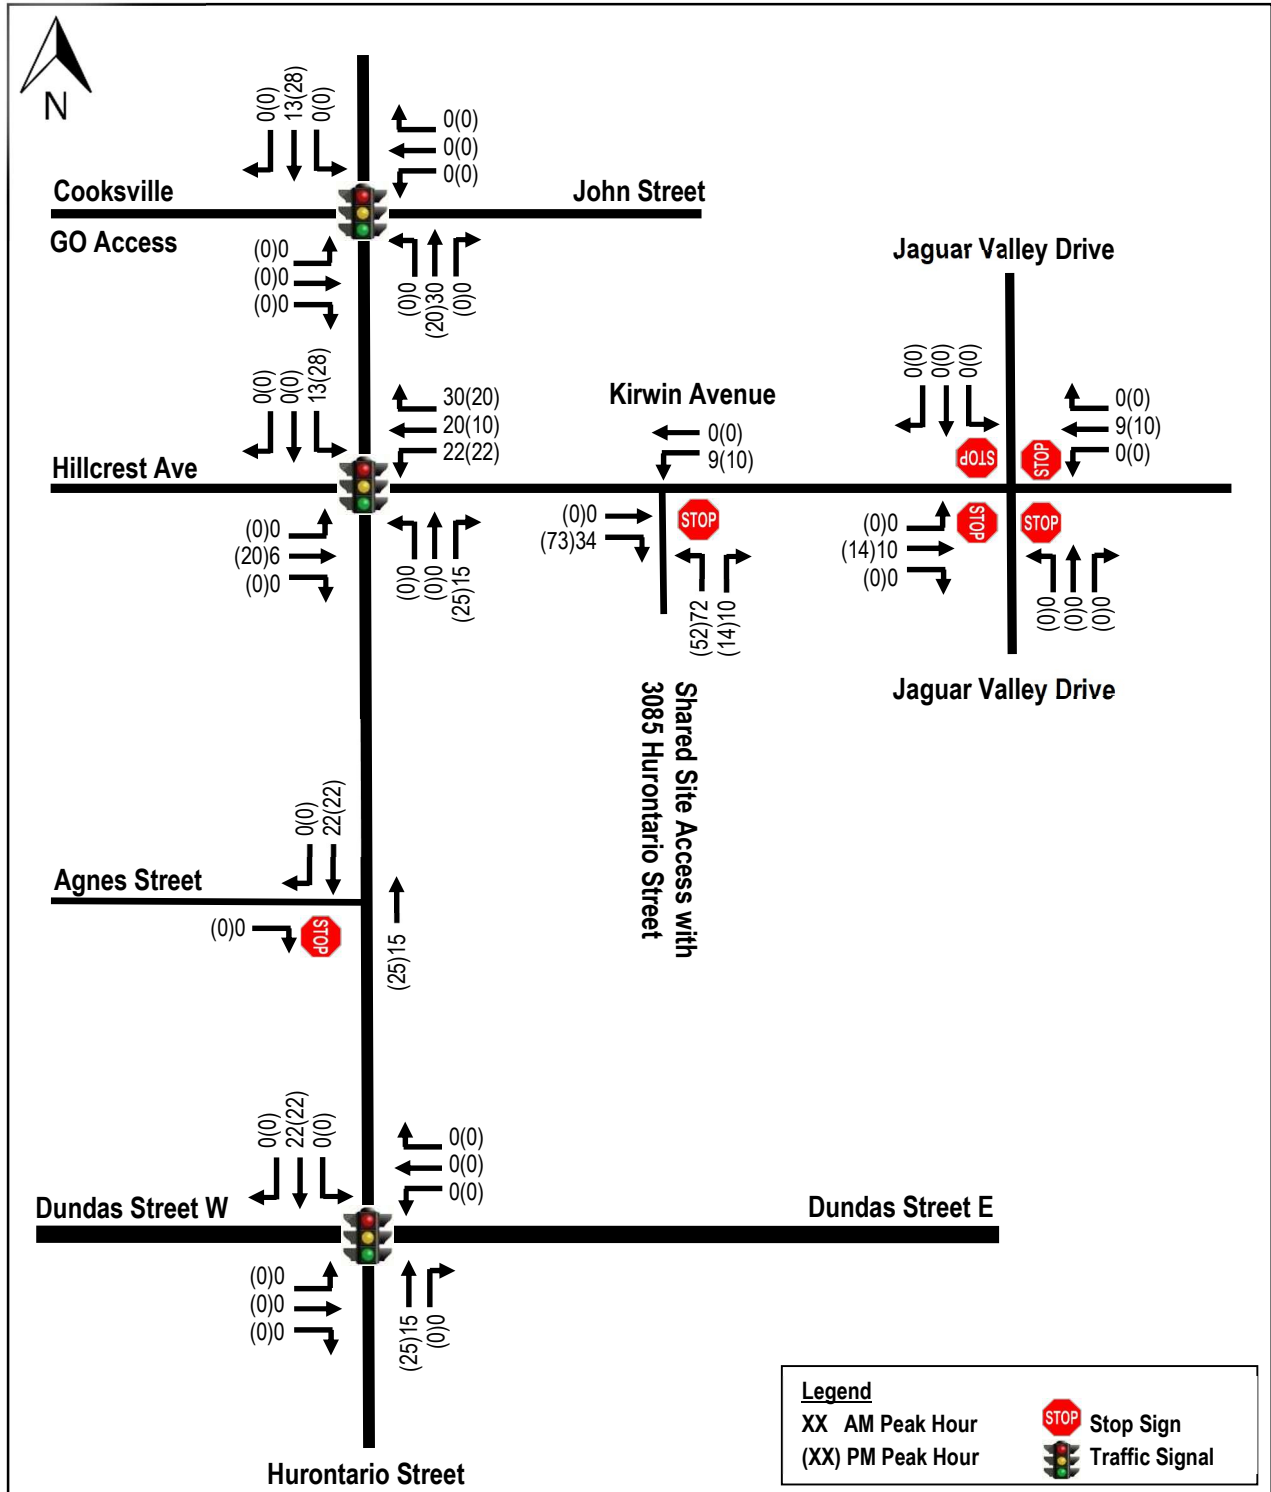 N
0(0)
13(28)
0(0)
0(0)
0(0)
0(0)
Cooksville
John Street
GO Access
(0)0
(0)0
(0)0
(0)0
(20)30
(0)0
Jaguar Valley Drive
0(0)
0(0)
13(28)
30(20)
20(10)
22(22)
Kirwin Avenue
0(0)
9(10)
0(0)
0(0)
0(0)
0(0)
9(10)
0(0)
Hillcrest Ave
(0)0
(20)6
(0)0
(0)0
(0)0
(25)15
(0)0
(73)34
STOP
(52)72
(14)10
STOP
STOP
STOP
STOP
(0)0
(14)10
(0)0
(0)0
(0)0
(0)0
Jaguar Valley Drive
Shared Site Access with
3085 Hurontario Street
0(0)
22(22)
Agnes Street
(0)0
STOP
(25)15
0(0)
22(22)
0(0)
0(0)
0(0)
0(0)
Dundas Street W
Dundas Street E
(0)0
(0)0
(0)0
(25)15
(0)0
Hurontario Street
Legend
XX AM Peak Hour
STOP Stop Sign
(XX) PM Peak Hour
Traffic Signal